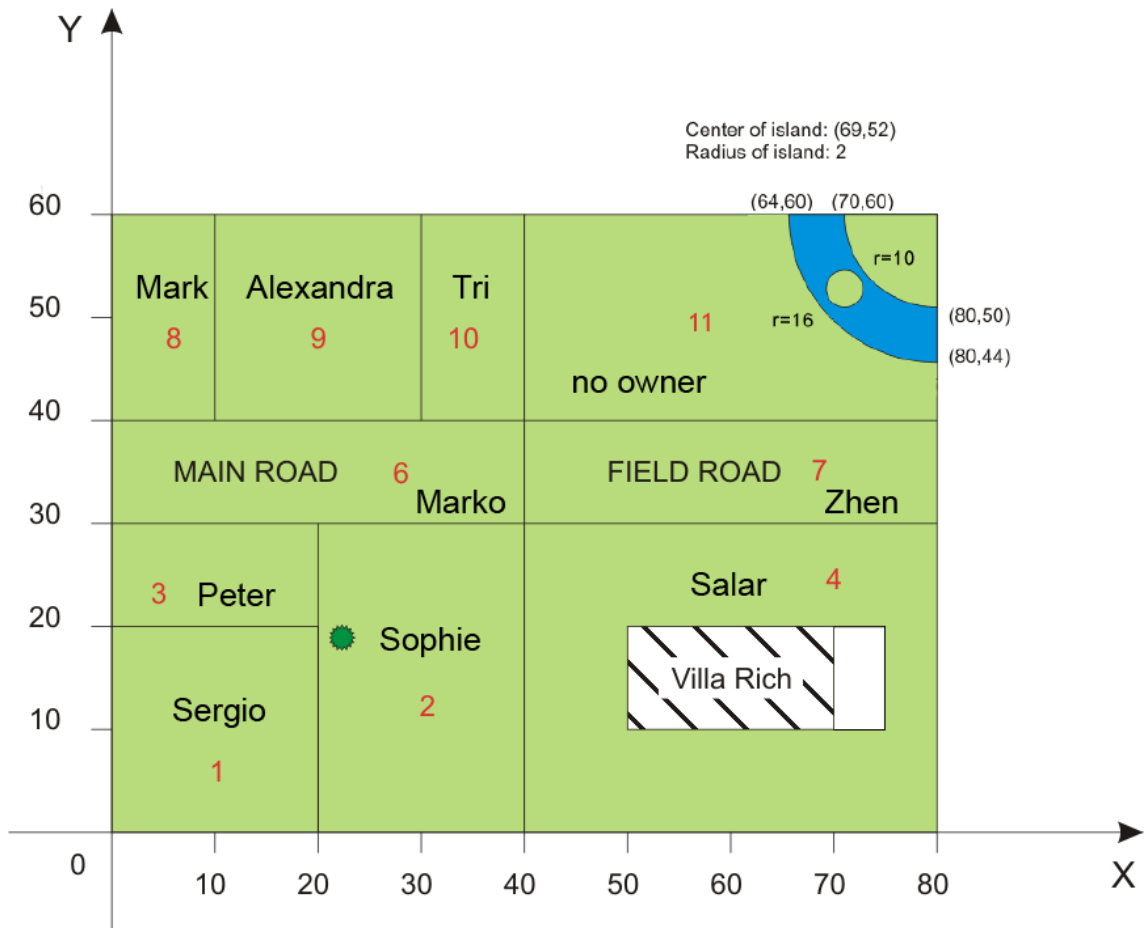 Y
Center of island: (69,52)
Radius of island: 2
60
(64,60) (70,60)
r=10
Mark Alexandra Tri
50
8 9 10 11 r=16 (80,50)
(80,44)
no owner
40
MAIN ROAD 6 FIELD ROAD 7
Marko Zhen
30
3 Peter Salar 4
20
Sophie
Villa Rich
Sergio 2
10
1
0
10 20 30 40 50 60 70 80 X